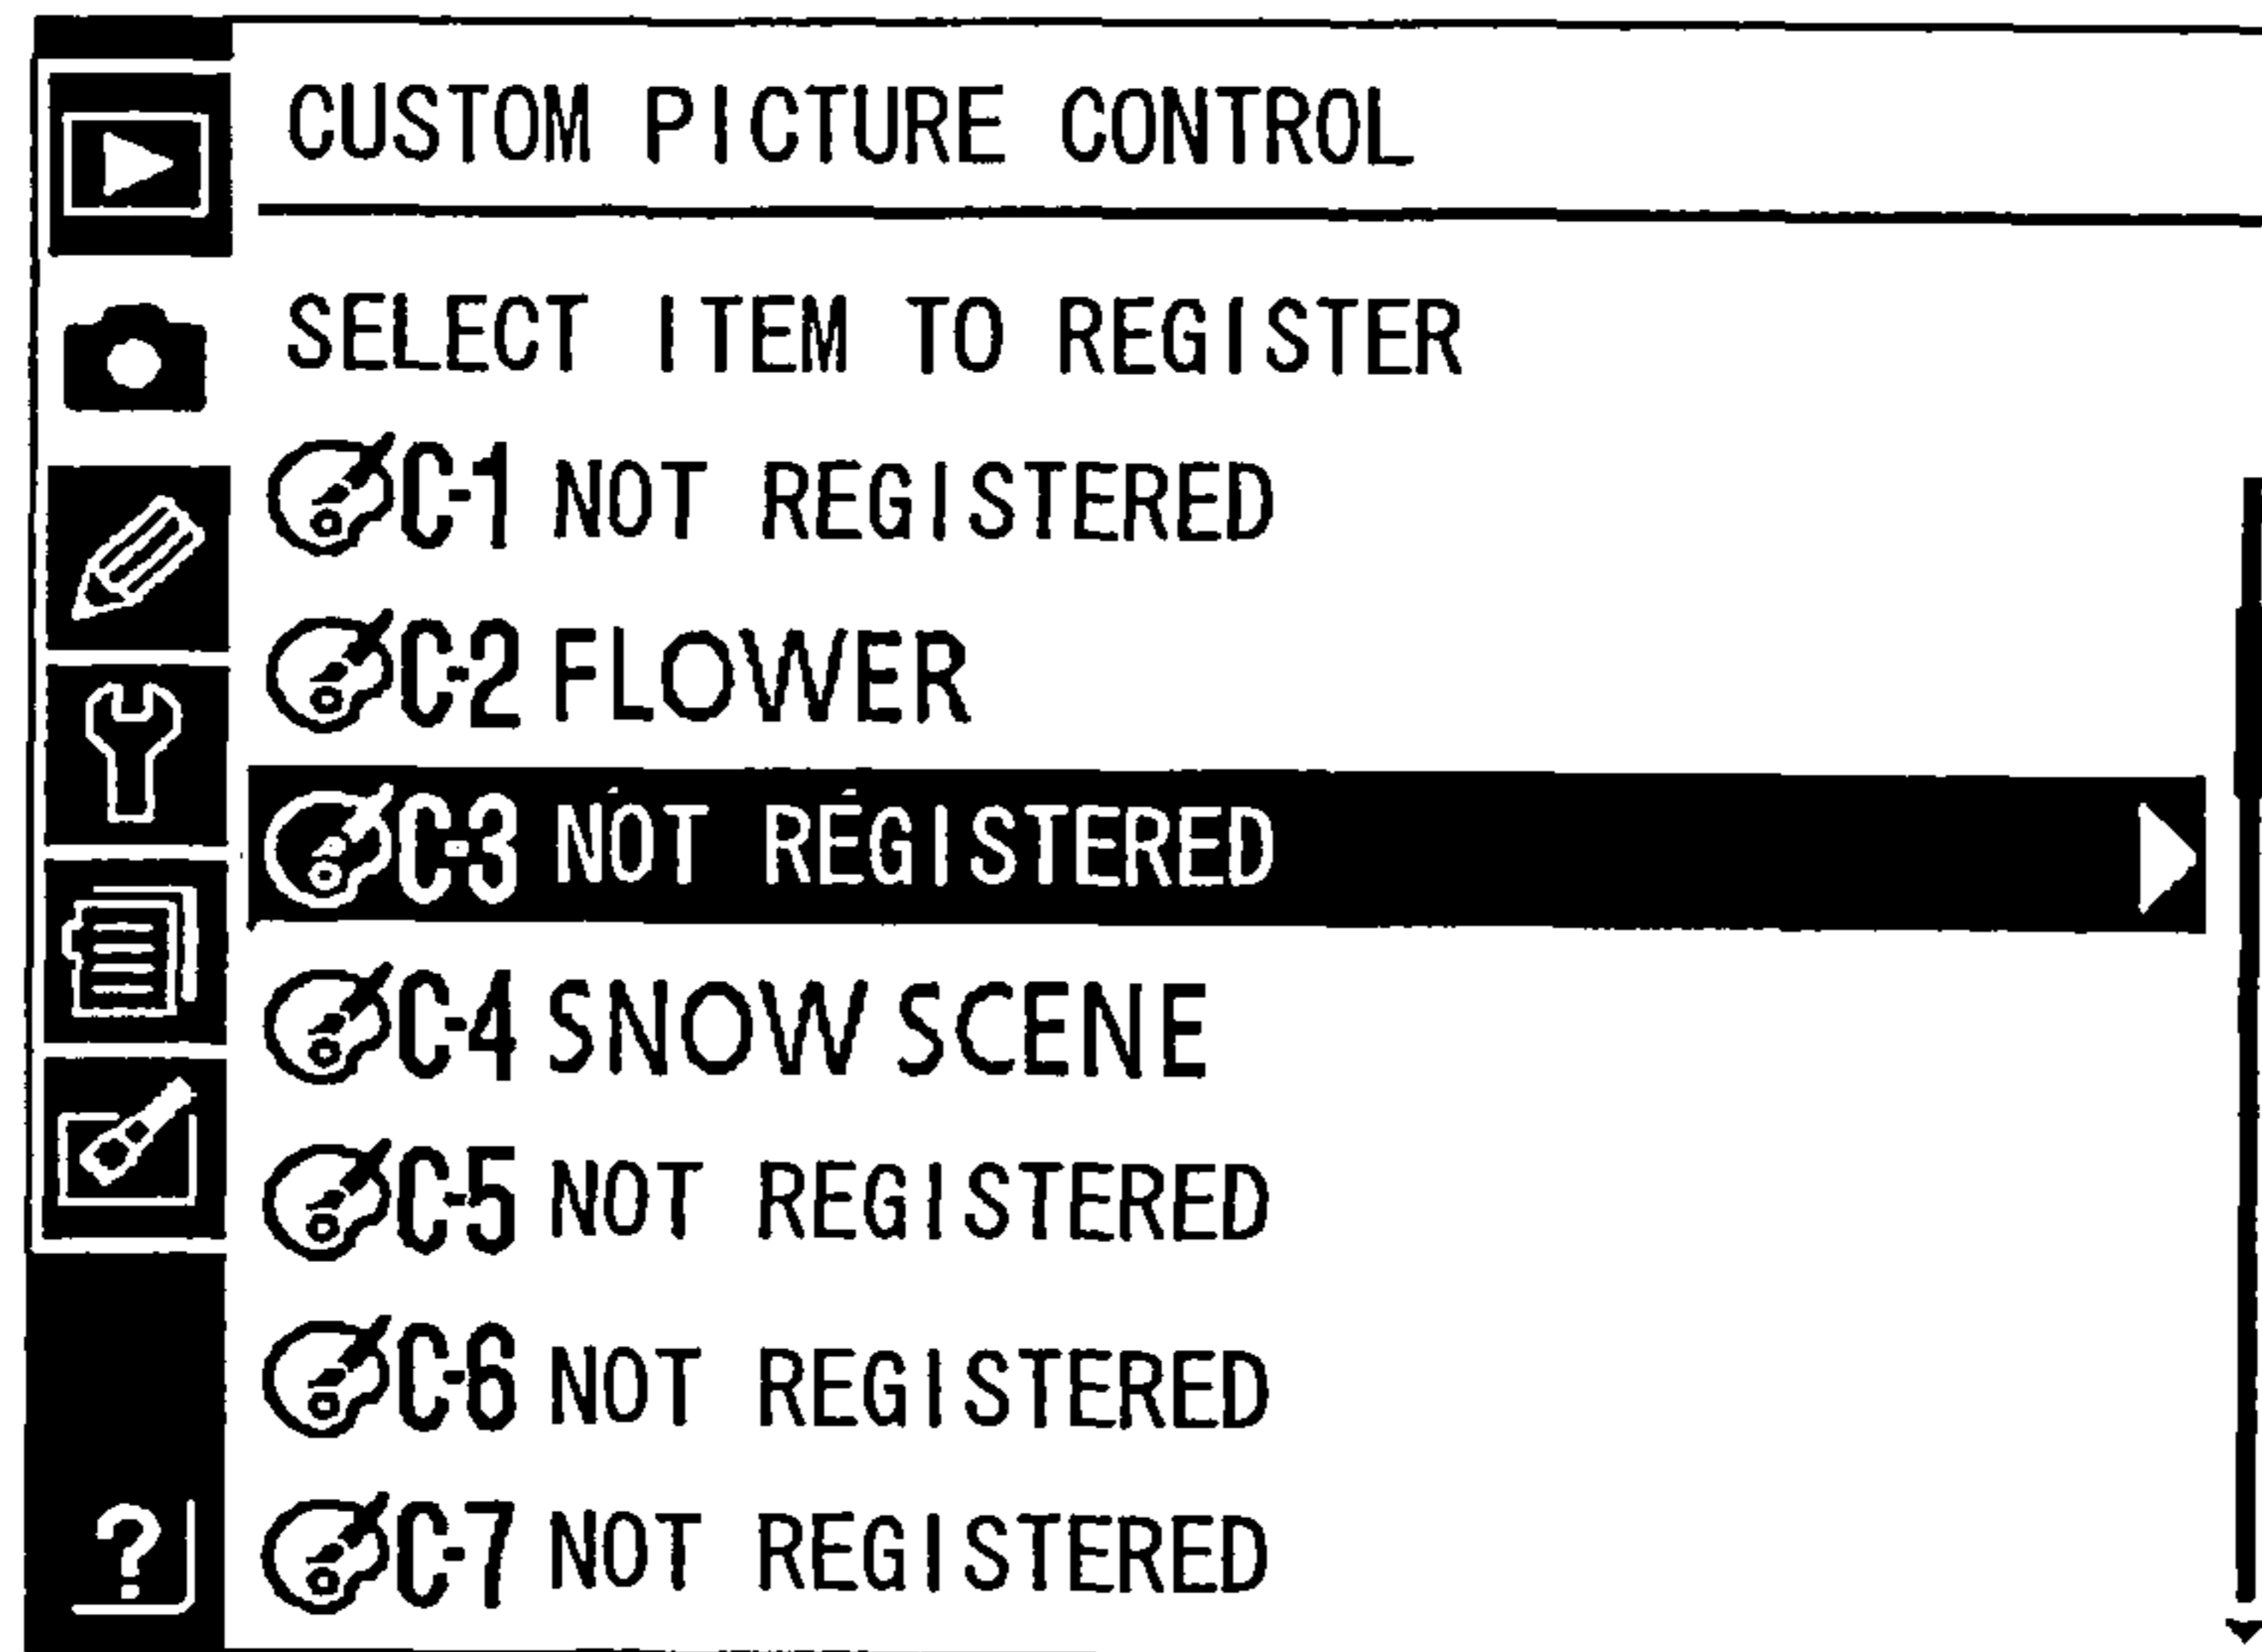 CUSTOM PICTURE CONTROL
SELECT ITEM TO REGISTER
C-1 NOT REGISTERED
C-2 FLOWER
C-3 NOT REGISTERED
C-4 SNOW SCENE
C-5 NOT REGISTERED
C-6 NOT REGISTERED
C-7 NOT REGISTERED
?